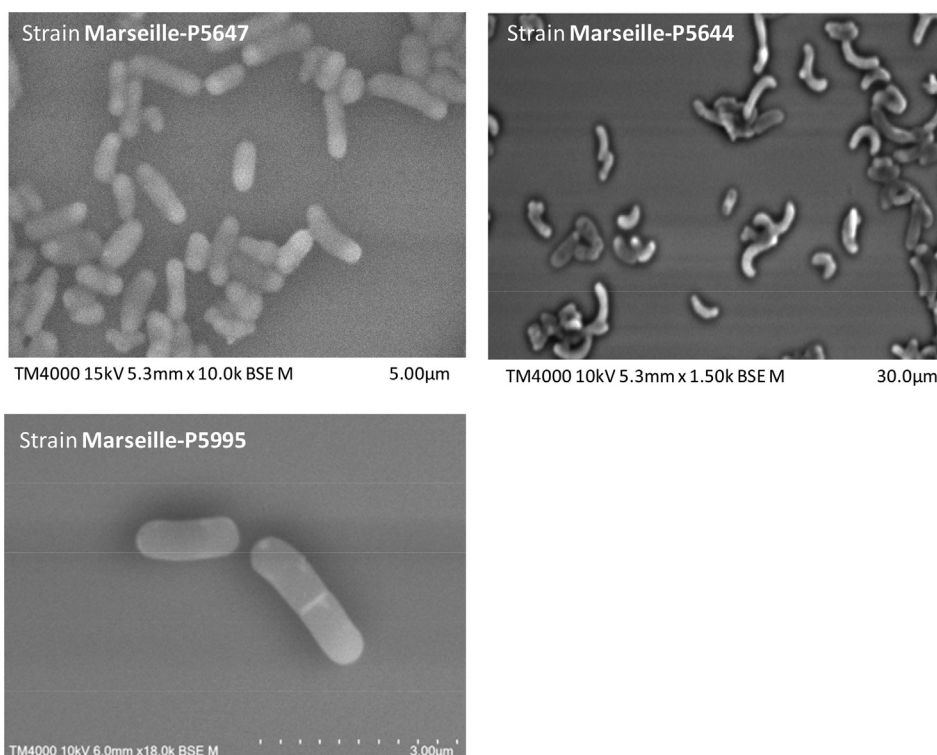 Strain Marseille-P5647
TM4000 15kV 5.3mm x 10.0k BSE M 5.00µm
Strain Marseille-P5644
TM4000 10kV 5.3mm x 1.50k BSE M 30.0µm
Strain Marseille-P5995
TM4000 10kV 6.0mm x18.0k BSE M 3.00µm